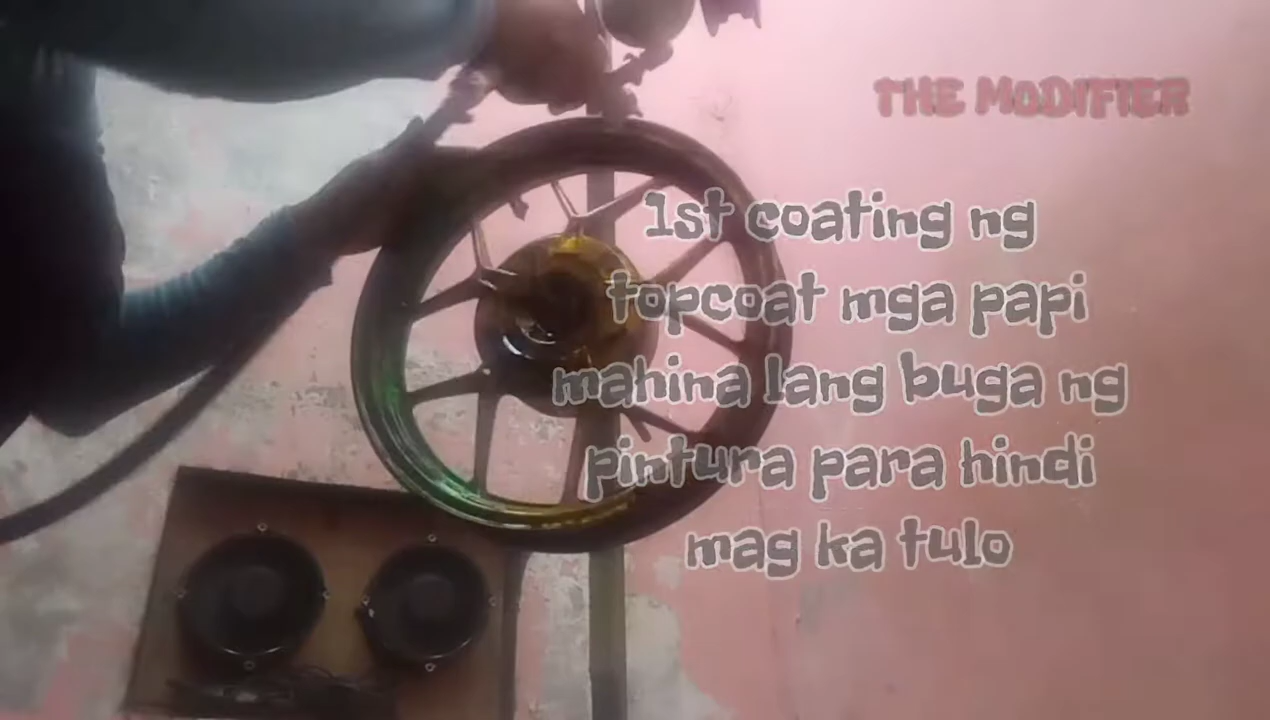 THE MODIFIER
1st coating ng
topcoat mga papi
mahina lang buga ng
pintura para hindi
mag ka tulo